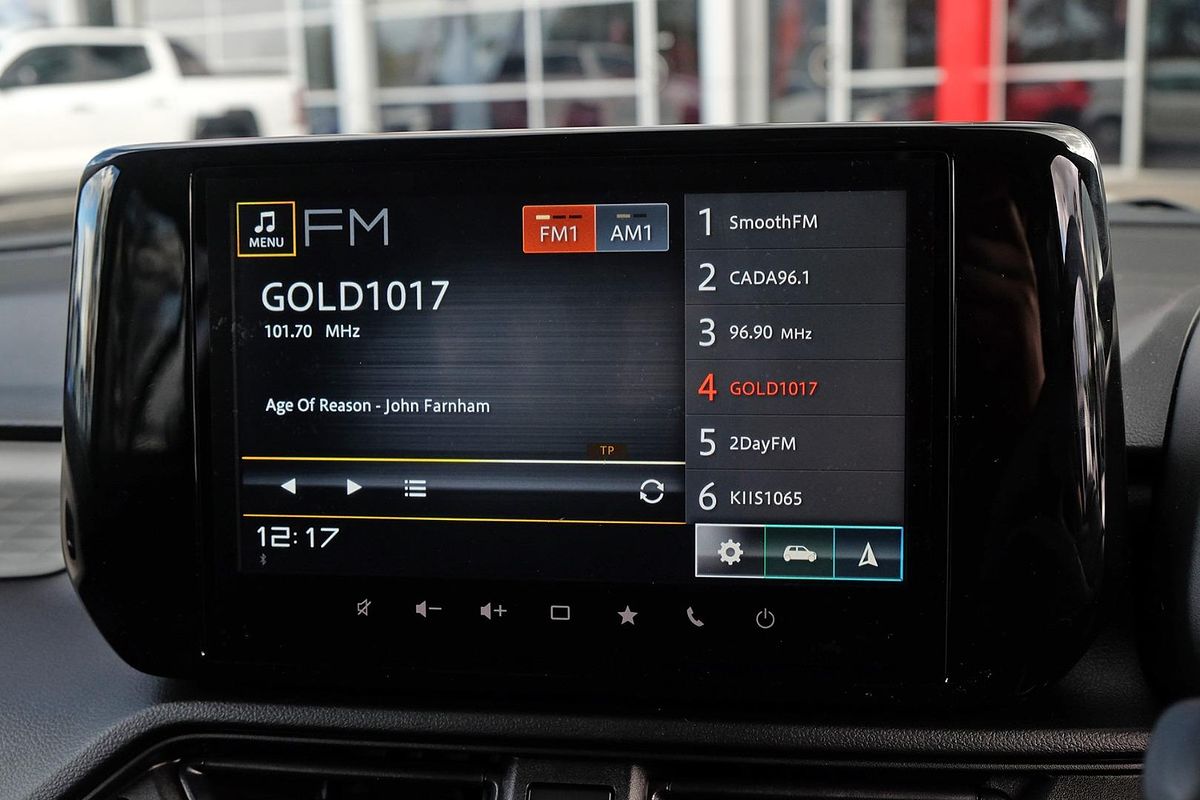 MENU
FM
FM1
AM1
GOLD1017
101.70 MHz
Age Of Reason - John Farnham
TP
12:17
1 SmoothFM
2 CADA96.1
3 96.90 MHz
4 GOLD1017
5 2DayFM
6 KIIS1065